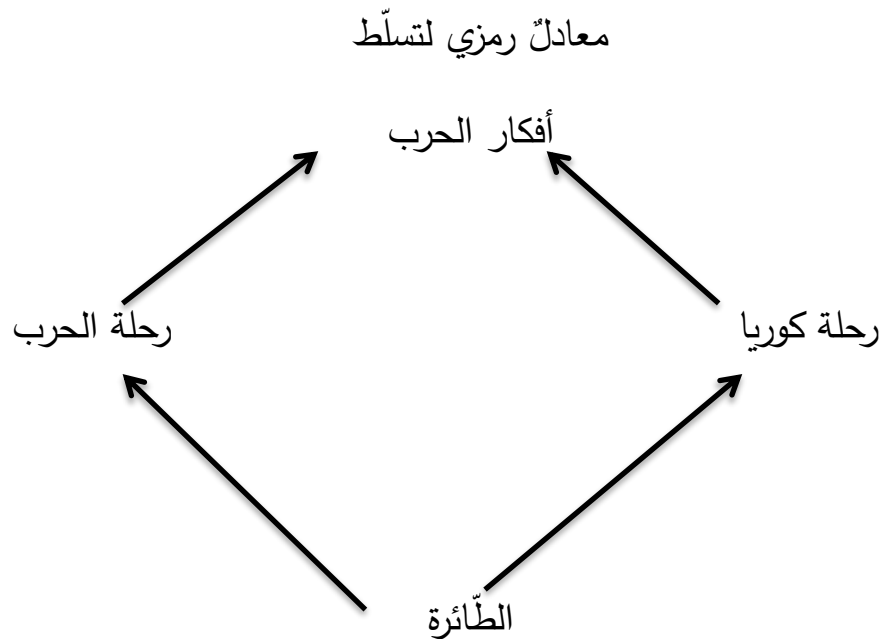 معادلٌ رمزي لتسلّط
أفكار الحرب
رحلة كوريا
رحلة الحرب
الطّائرة